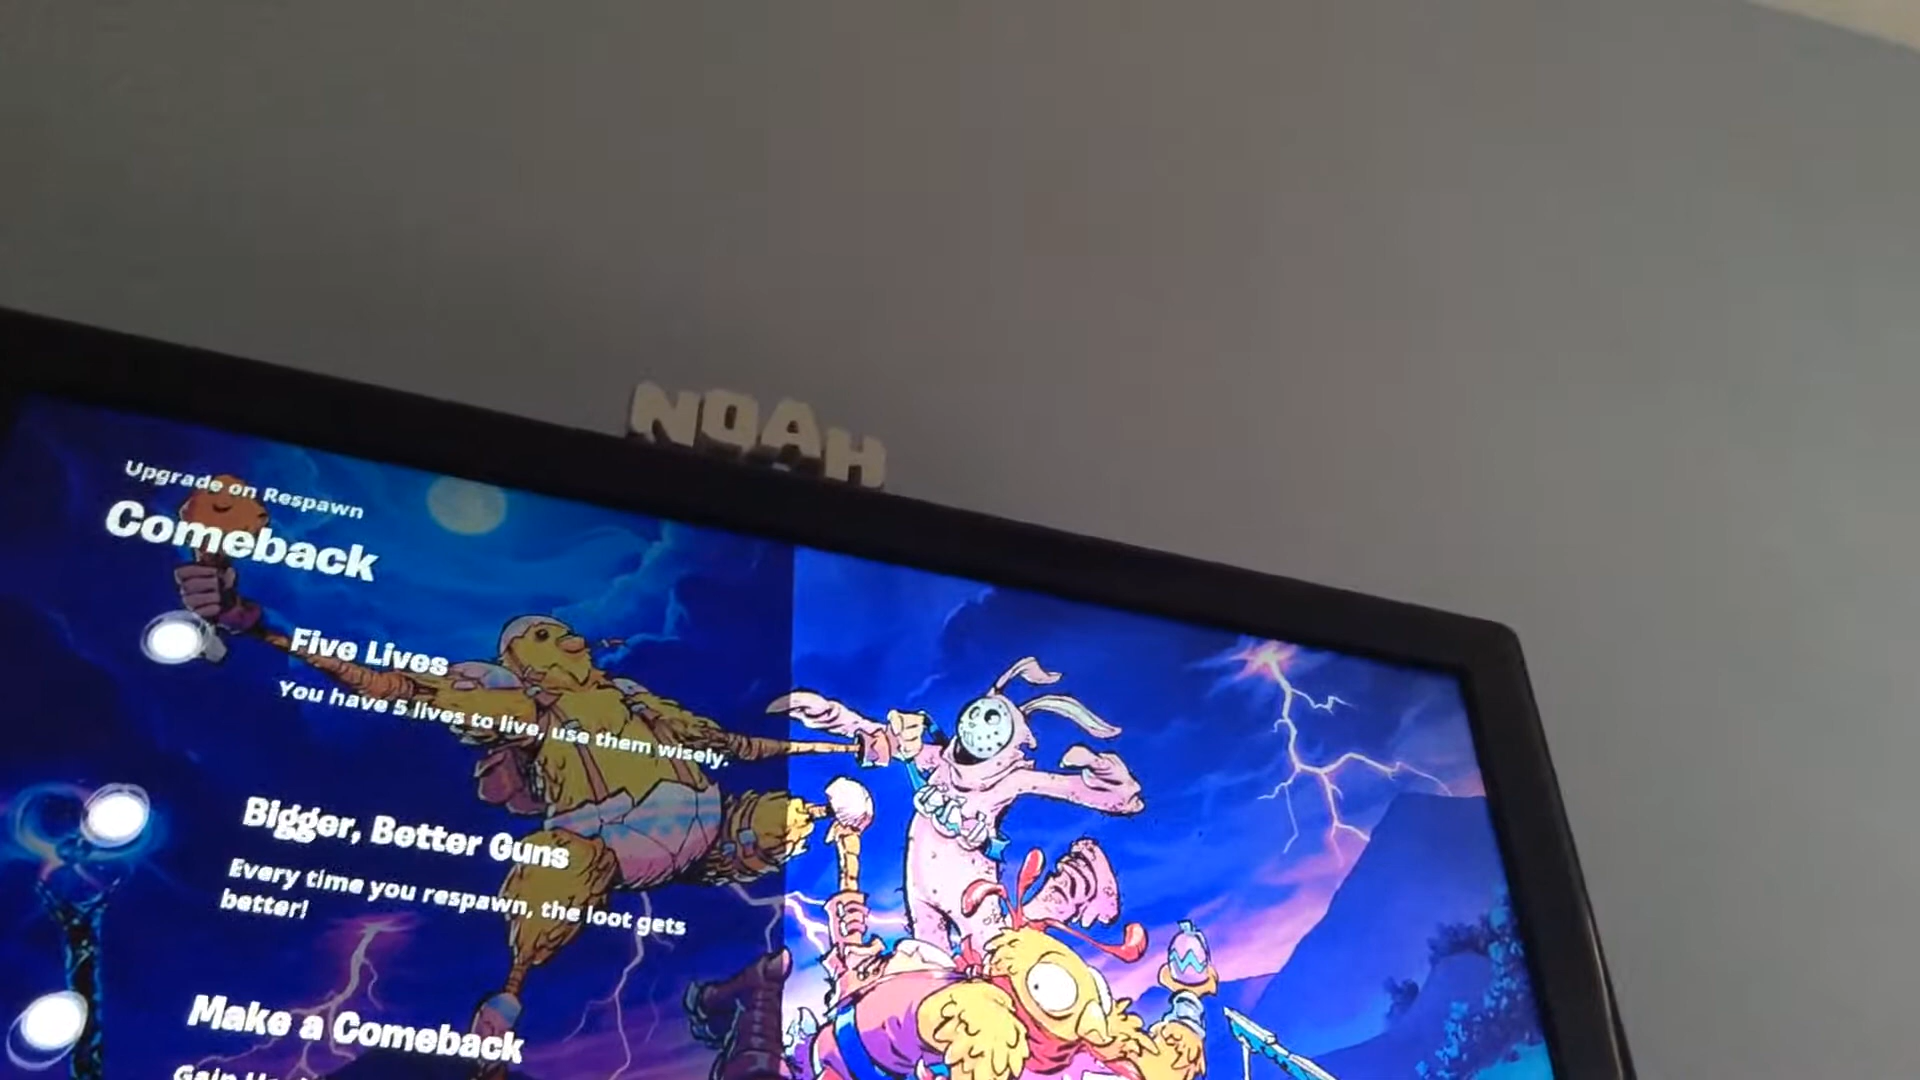 NOAH
Upgrade on Respawn
Comeback
Five Lives
You have 5 lives to live, use them wisely.
Bigger, Better Guns
Every time you respawn, the loot gets
better!
Make a Comeback
Gain